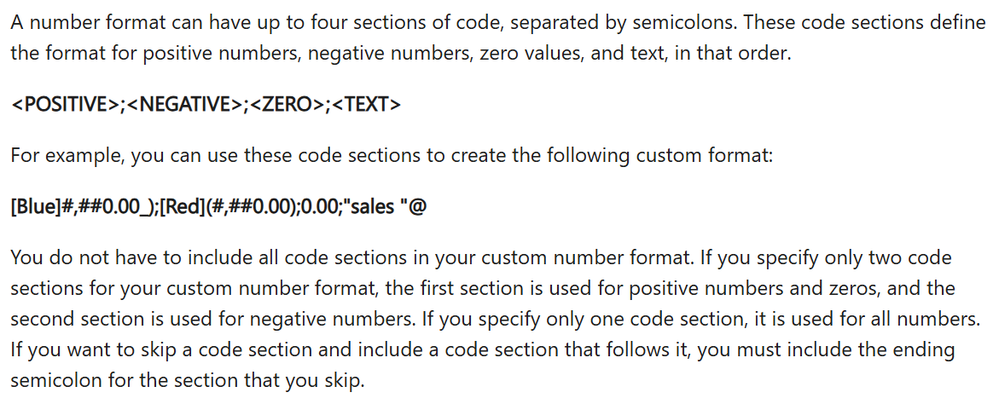 A number format can have up to four sections of code, separated by semicolons. These code sections define
the format for positive numbers, negative numbers, zero values, and text, in that order.
<POSITIVE>;<NEGATIVE>;<ZERO>;<TEXT>
For example, you can use these code sections to create the following custom format:
[Blue]#,##0.00_);[Red](#,##0.00);0.00;"sales "@
You do not have to include all code sections in your custom number format. If you specify only two code
sections for your custom number format, the first section is used for positive numbers and zeros, and the
second section is used for negative numbers. If you specify only one code section, it is used for all numbers.
If you want to skip a code section and include a code section that follows it, you must include the ending
semicolon for the section that you skip.